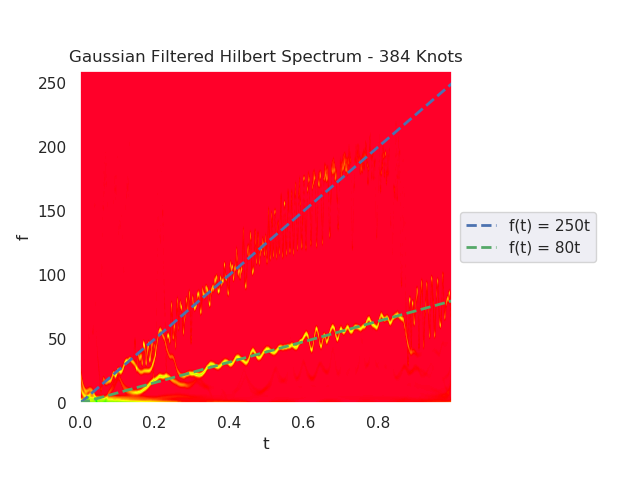 Gaussian Filtered Hilbert Spectrum - 384 Knots
250
200
150
100
50
0
f
0.0 0.2 0.4 0.6 0.8
t
f(t) = 250t
f(t) = 80t